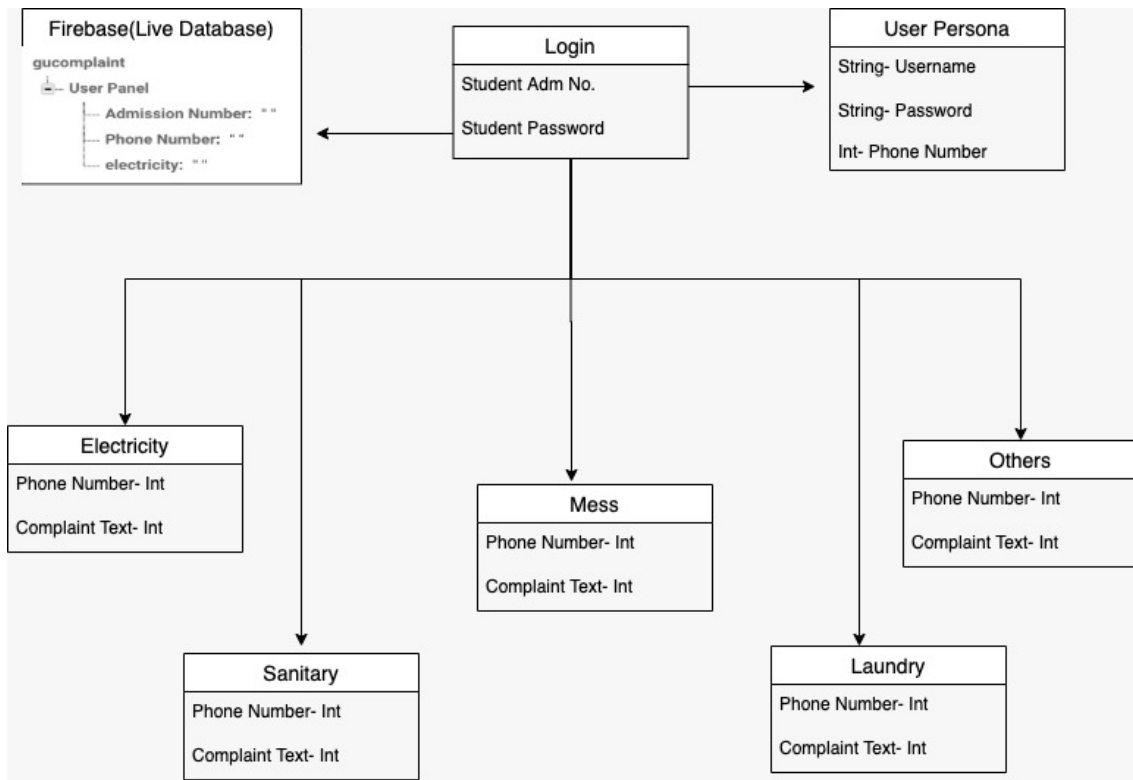 Firebase(Live Database)
gucomplaint
User Panel
Admission Number: " "
Phone Number: " "
electricity: " "
Login
Student Adm No.
Student Password
User Persona
String- Username
String- Password
Int- Phone Number
Electricity
Phone Number- Int
Complaint Text- Int
Sanitary
Phone Number- Int
Complaint Text- Int
Mess
Phone Number- Int
Complaint Text- Int
Laundry
Phone Number- Int
Complaint Text- Int
Others
Phone Number- Int
Complaint Text- Int